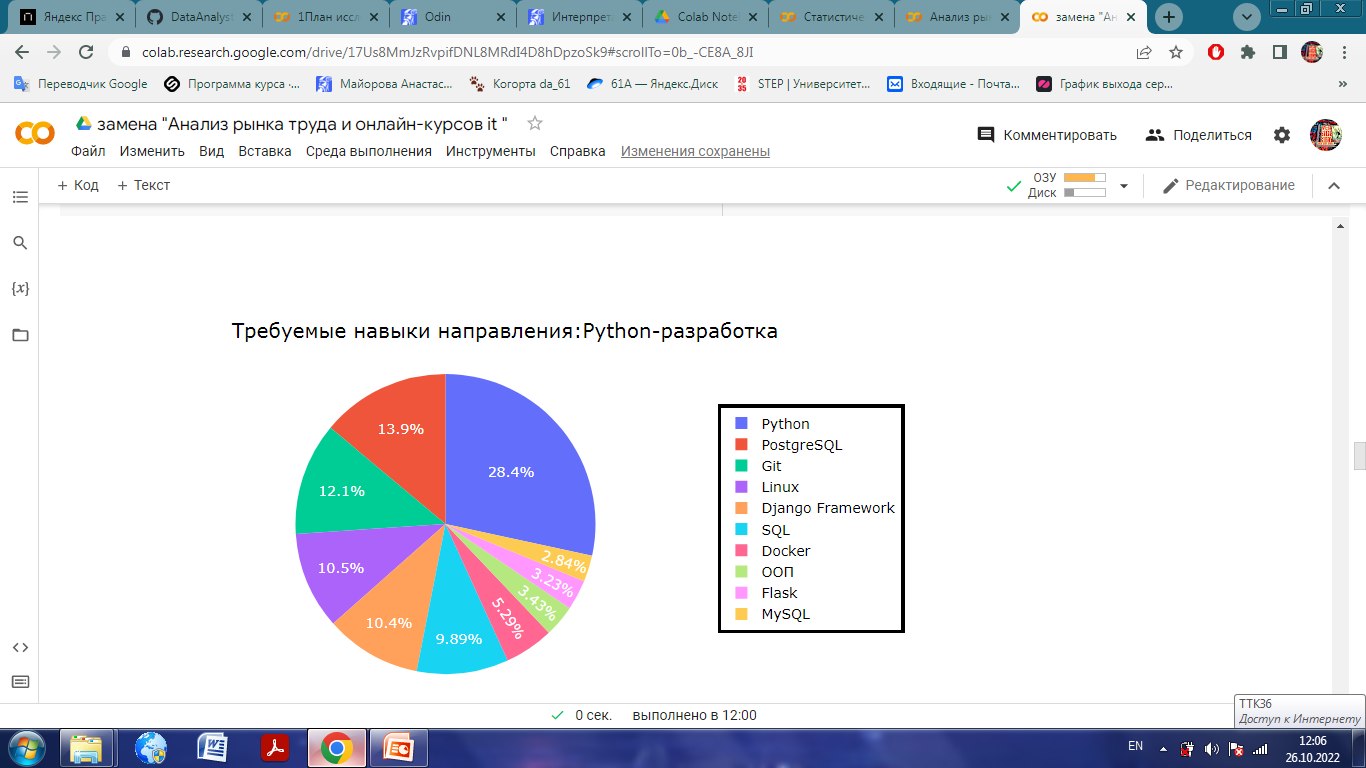 Яндекс Пра
DataAnalyst
1План иссл
Odin
Интерпрет
Colab Note
Статистиче
Анализ рын
замена "Ан
colab.research.google.com/drive/17Us8MmJzRvpifDNL8MRdI4D8hDpzoSk9#scrollTo=0b_-CE8A_8JI
Переводчик Google
Программа курса ·...
Майорова Анастас...
Когорта da_61
61А — Яндекс.Диск
20
35
STEP | Университет...
Входящие - Почта...
График выхода сер...
»
замена "Анализ рынка труда и онлайн-курсов it "
Комментировать
Поделиться
Файл Изменить Вид Вставка Среда выполнения Инструменты Справка Изменения сохранены
+ Код + Текст
ОЗУ
Диск
Редактирование
{x}
Требуемые навыки направления:Python-разработка
13.9%
28.4%
12.1%
10.5%
10.4%
9.89%
5.29%
3.43%
3.23%
2.84%
Python
PostgreSQL
Git
Linux
Django Framework
SQL
Docker
ООП
Flask
MySQL
0 сек. выполнено в 12:00
ТТК36
Доступ к Интернету
EN
12:06
26.10.2022